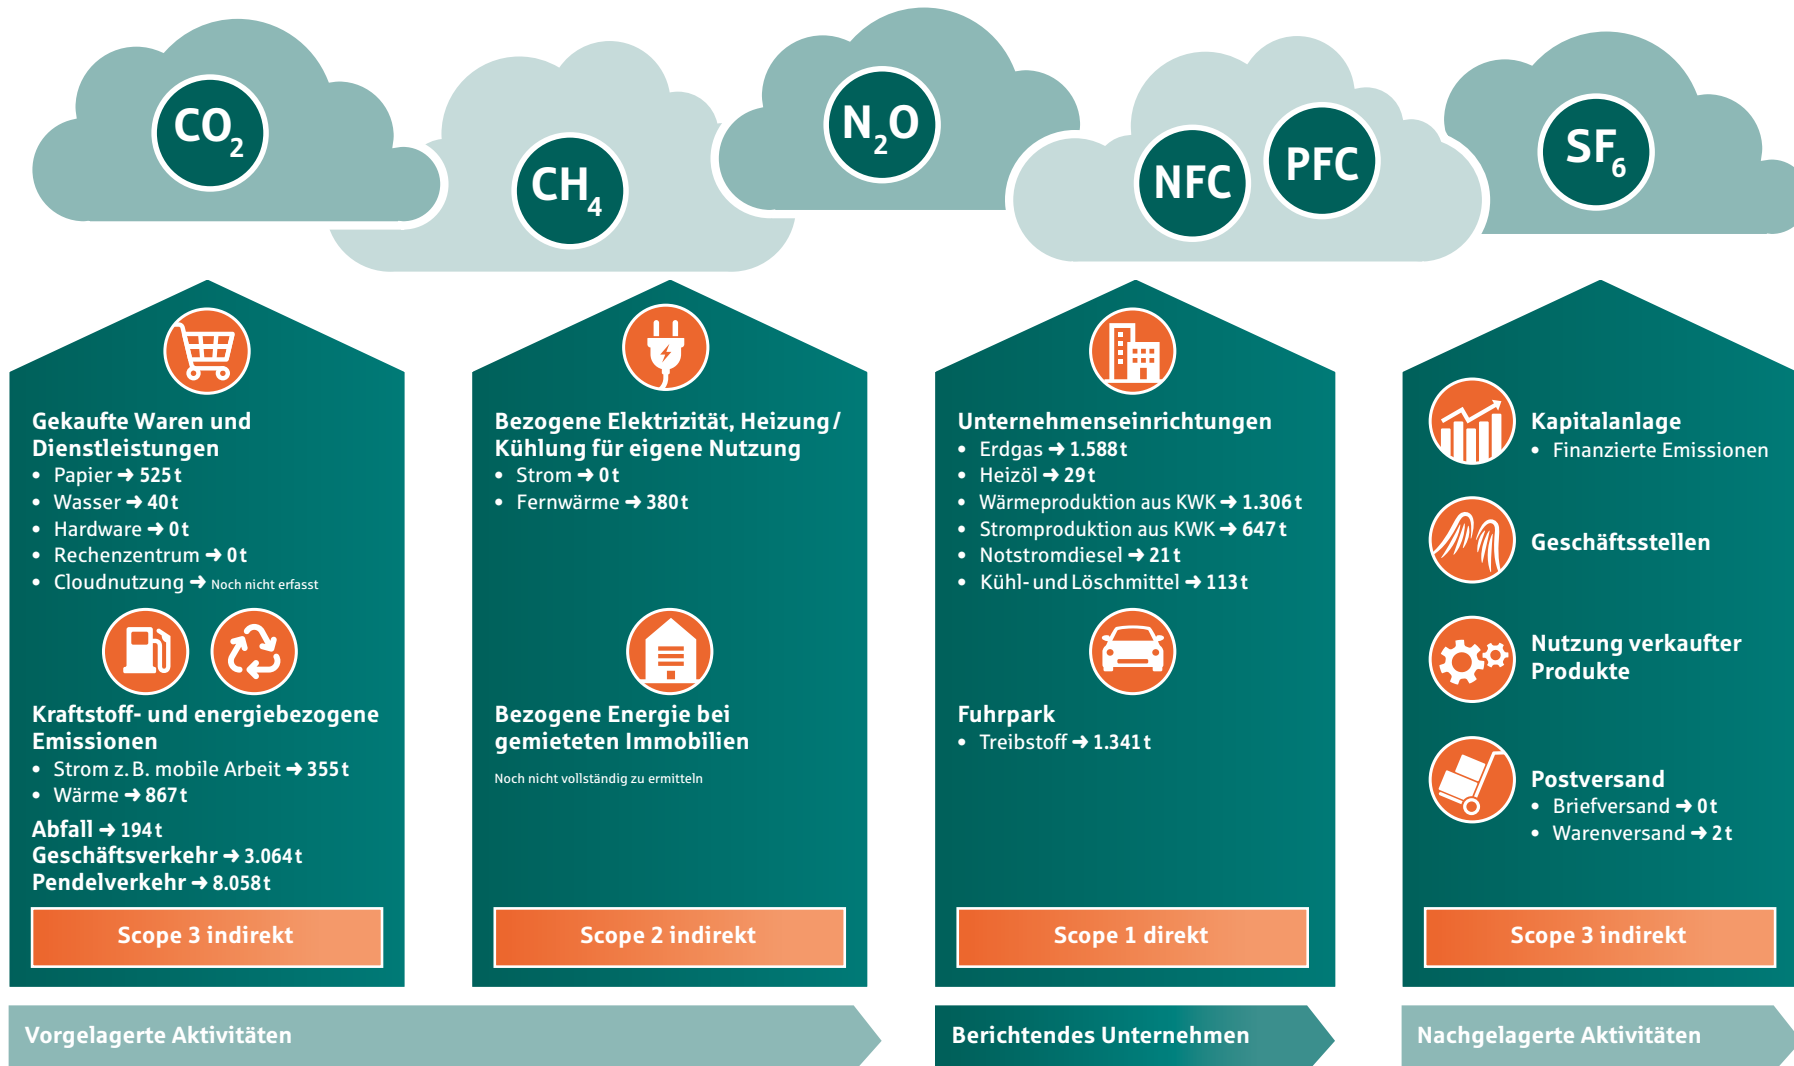 CO2
CH4
N2O
NFC
PFC
SF6
Gekaufte Waren und
Dienstleistungen
• Papier ➜ 525 t
• Wasser ➜ 40 t
• Hardware ➜ 0 t
• Rechenzentrum ➜ 0 t
• Cloudnutzung ➜ Noch nicht erfasst
Kraftstoff- und energiebezogene
Emissionen
• Strom z. B. mobile Arbeit ➜ 355 t
• Wärme ➜ 867 t
Abfall ➜ 194 t
Geschäftsverkehr ➜ 3.064 t
Pendelverkehr ➜ 8.058 t
Scope 3 indirekt
Bezogene Elektrizität, Heizung/
Kühlung für eigene Nutzung
• Strom ➜ 0 t
• Fernwärme ➜ 380 t
Bezogene Energie bei
gemieteten Immobilien
Noch nicht vollständig zu ermitteln
Scope 2 indirekt
Unternehmenseinrichtungen
• Erdgas ➜ 1.588 t
• Heizöl ➜ 29 t
• Wärmeproduktion aus KWK ➜ 1.306 t
• Stromproduktion aus KWK ➜ 647 t
• Notstromdiesel ➜ 21 t
• Kühl- und Löschmittel ➜ 113 t
Fuhrpark
• Treibstoff ➜ 1.341 t
Scope 1 direkt
Kapitalanlage
• Finanzierte Emissionen
Geschäftsstellen
Nutzung verkaufter
Produkte
Postversand
• Briefversand ➜ 0 t
• Warenversand ➜ 2 t
Scope 3 indirekt
Vorgelagerte Aktivitäten
Berichtendes Unternehmen
Nachgelagerte Aktivitäten